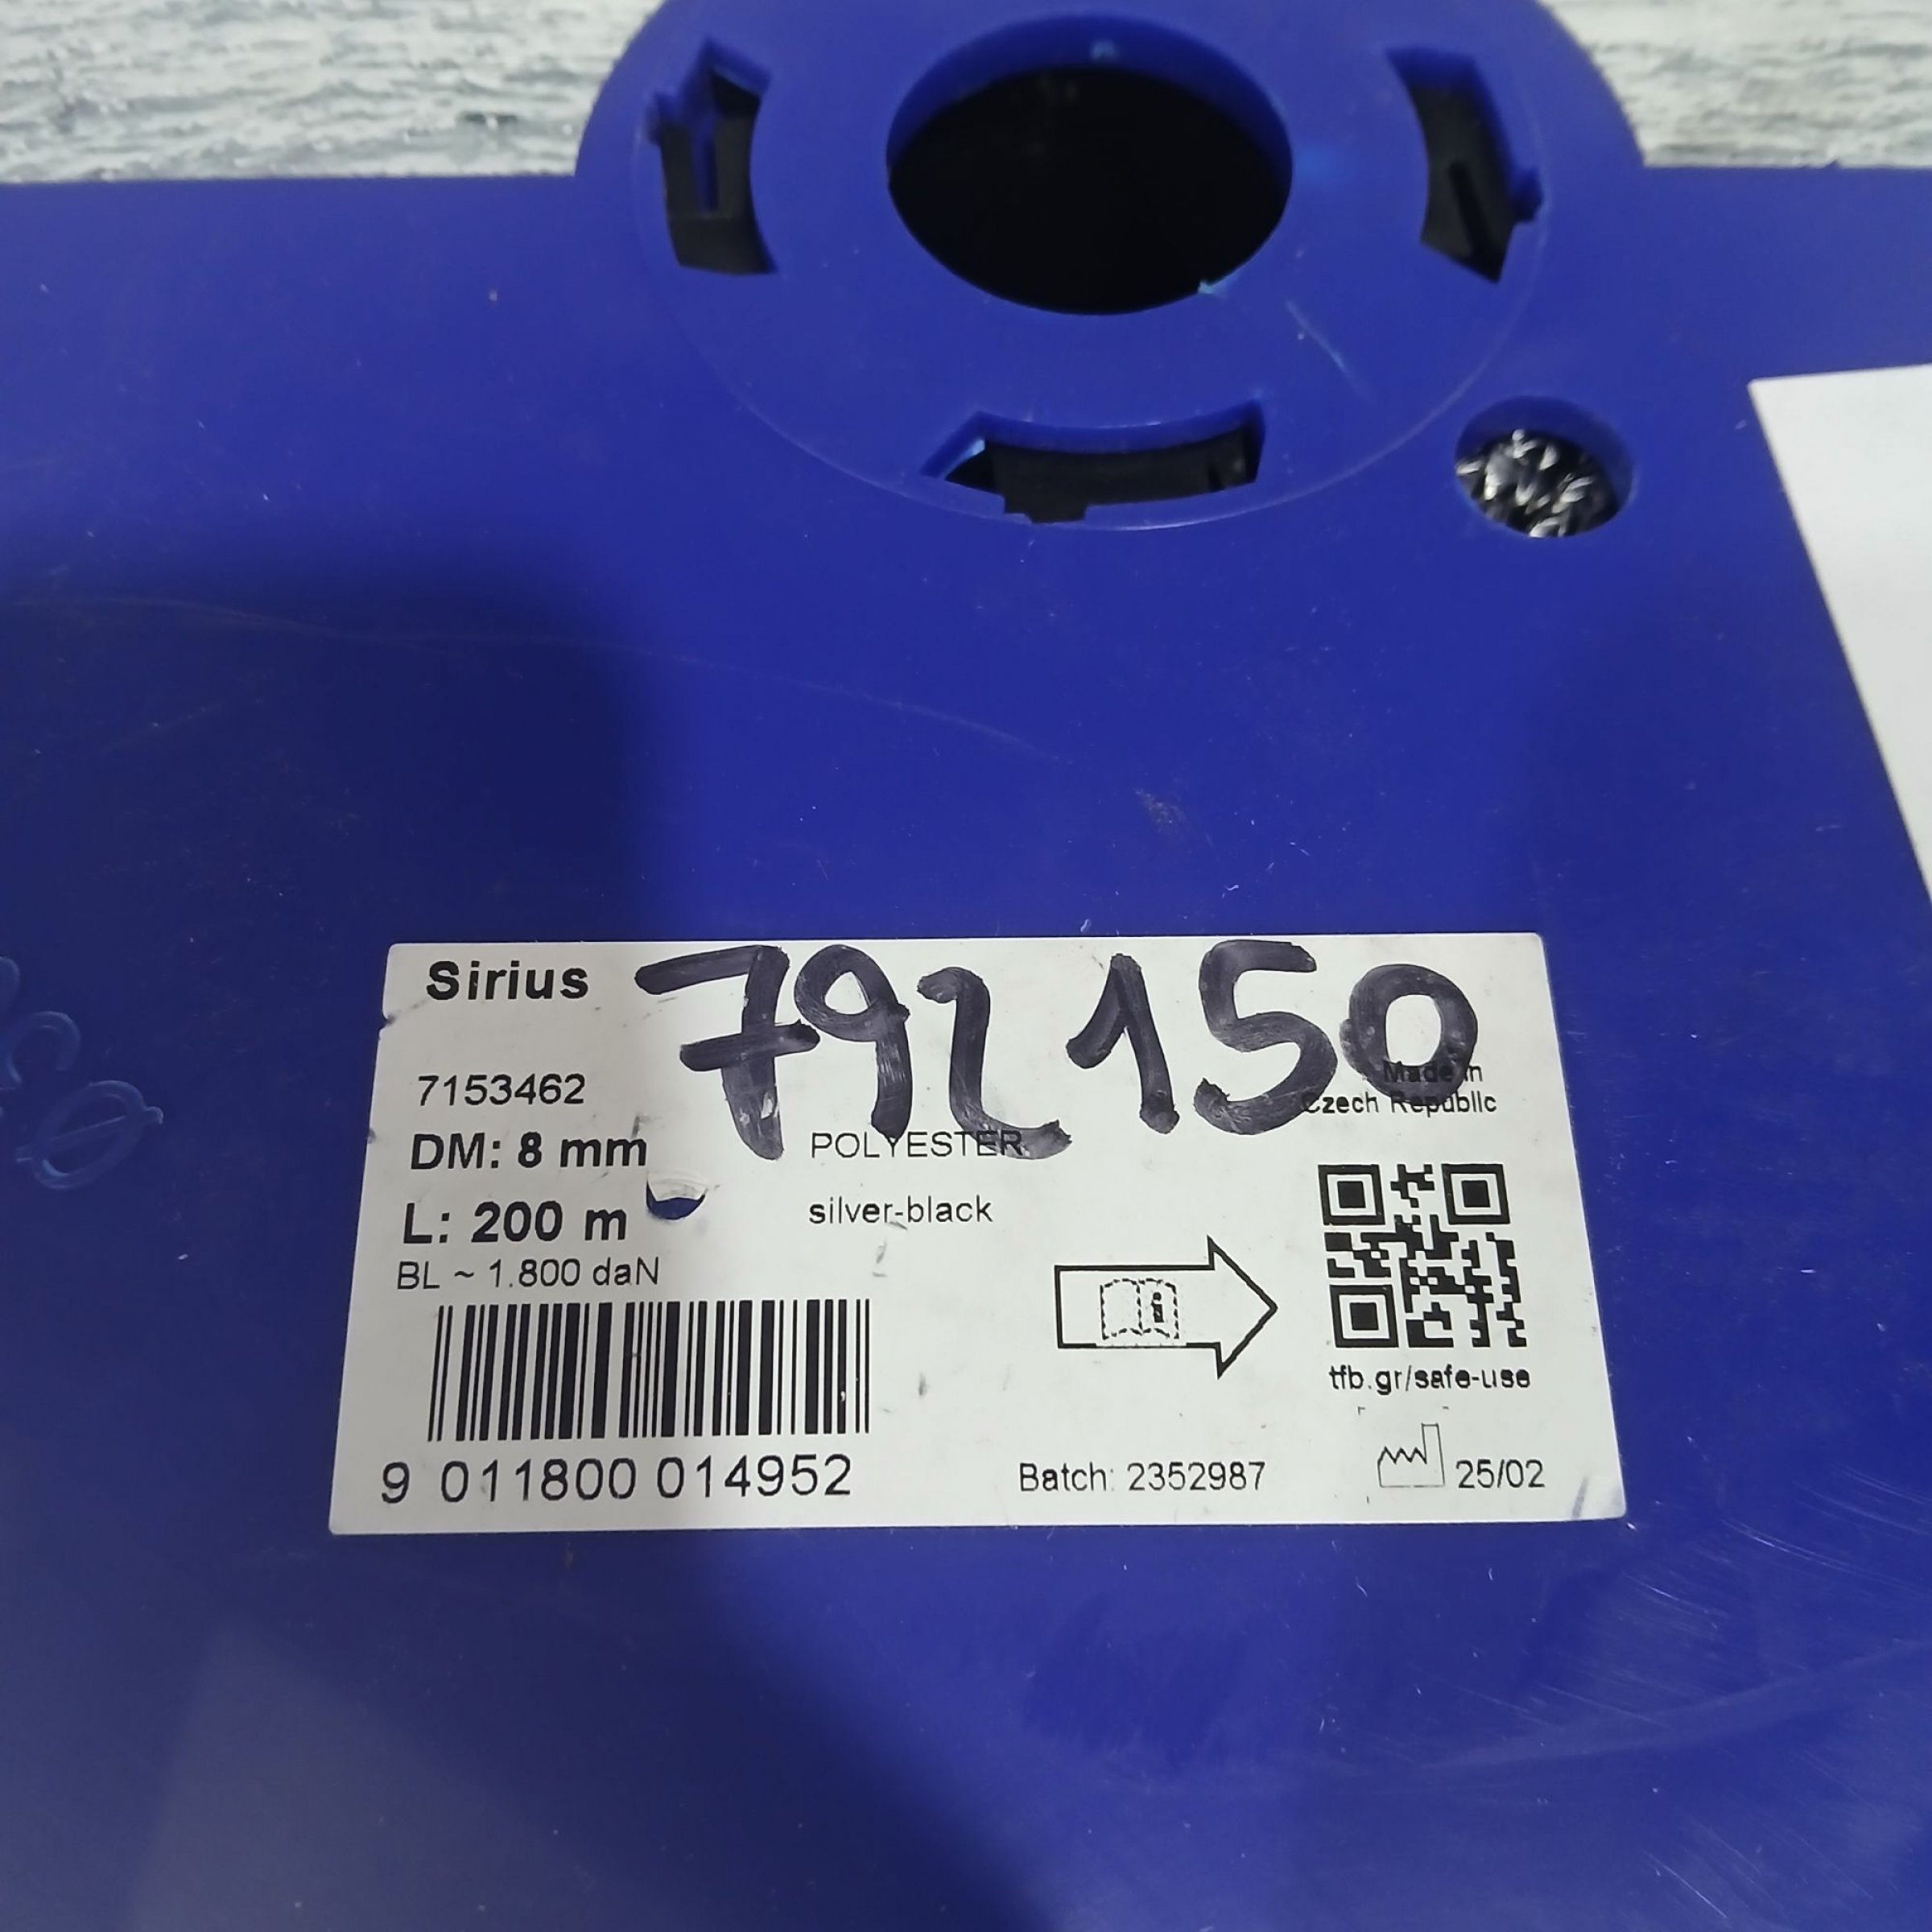 Sirius 792150
7153462
Made in
Czech Republic
DM: 8 mm
POLYESTER
L: 200 m
silver-black
BL ~ 1.800 daN
tfb.gr/safe-use
9 011800 014952
Batch: 2352987
25/02